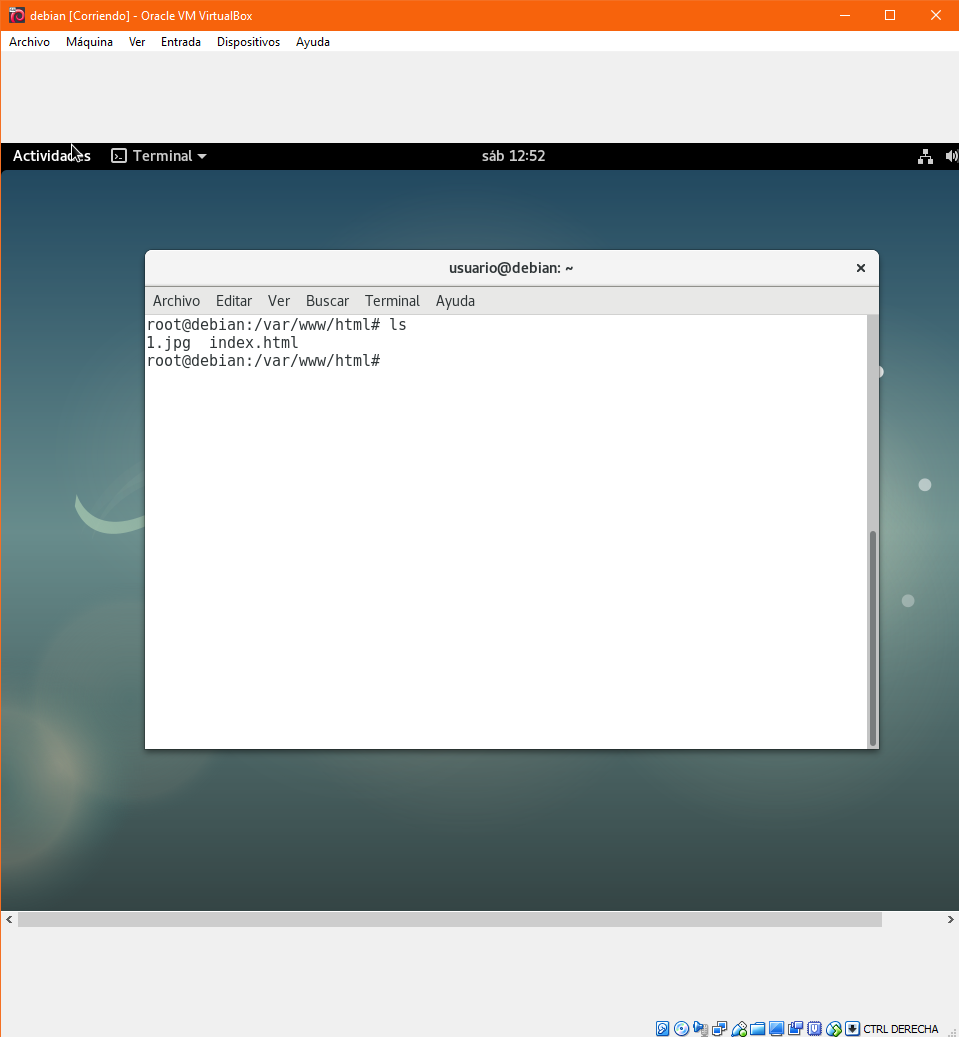 debian [Corriendo] - Oracle VM VirtualBox
Archivo Máquina Ver Entrada Dispositivos Ayuda
Actividades Terminal sáb 12:52
usuario@debian: ~
Archivo Editar Ver Buscar Terminal Ayuda
root@debian:/var/www/html# ls
1.jpg  index.html
root@debian:/var/www/html#
CTRL DERECHA